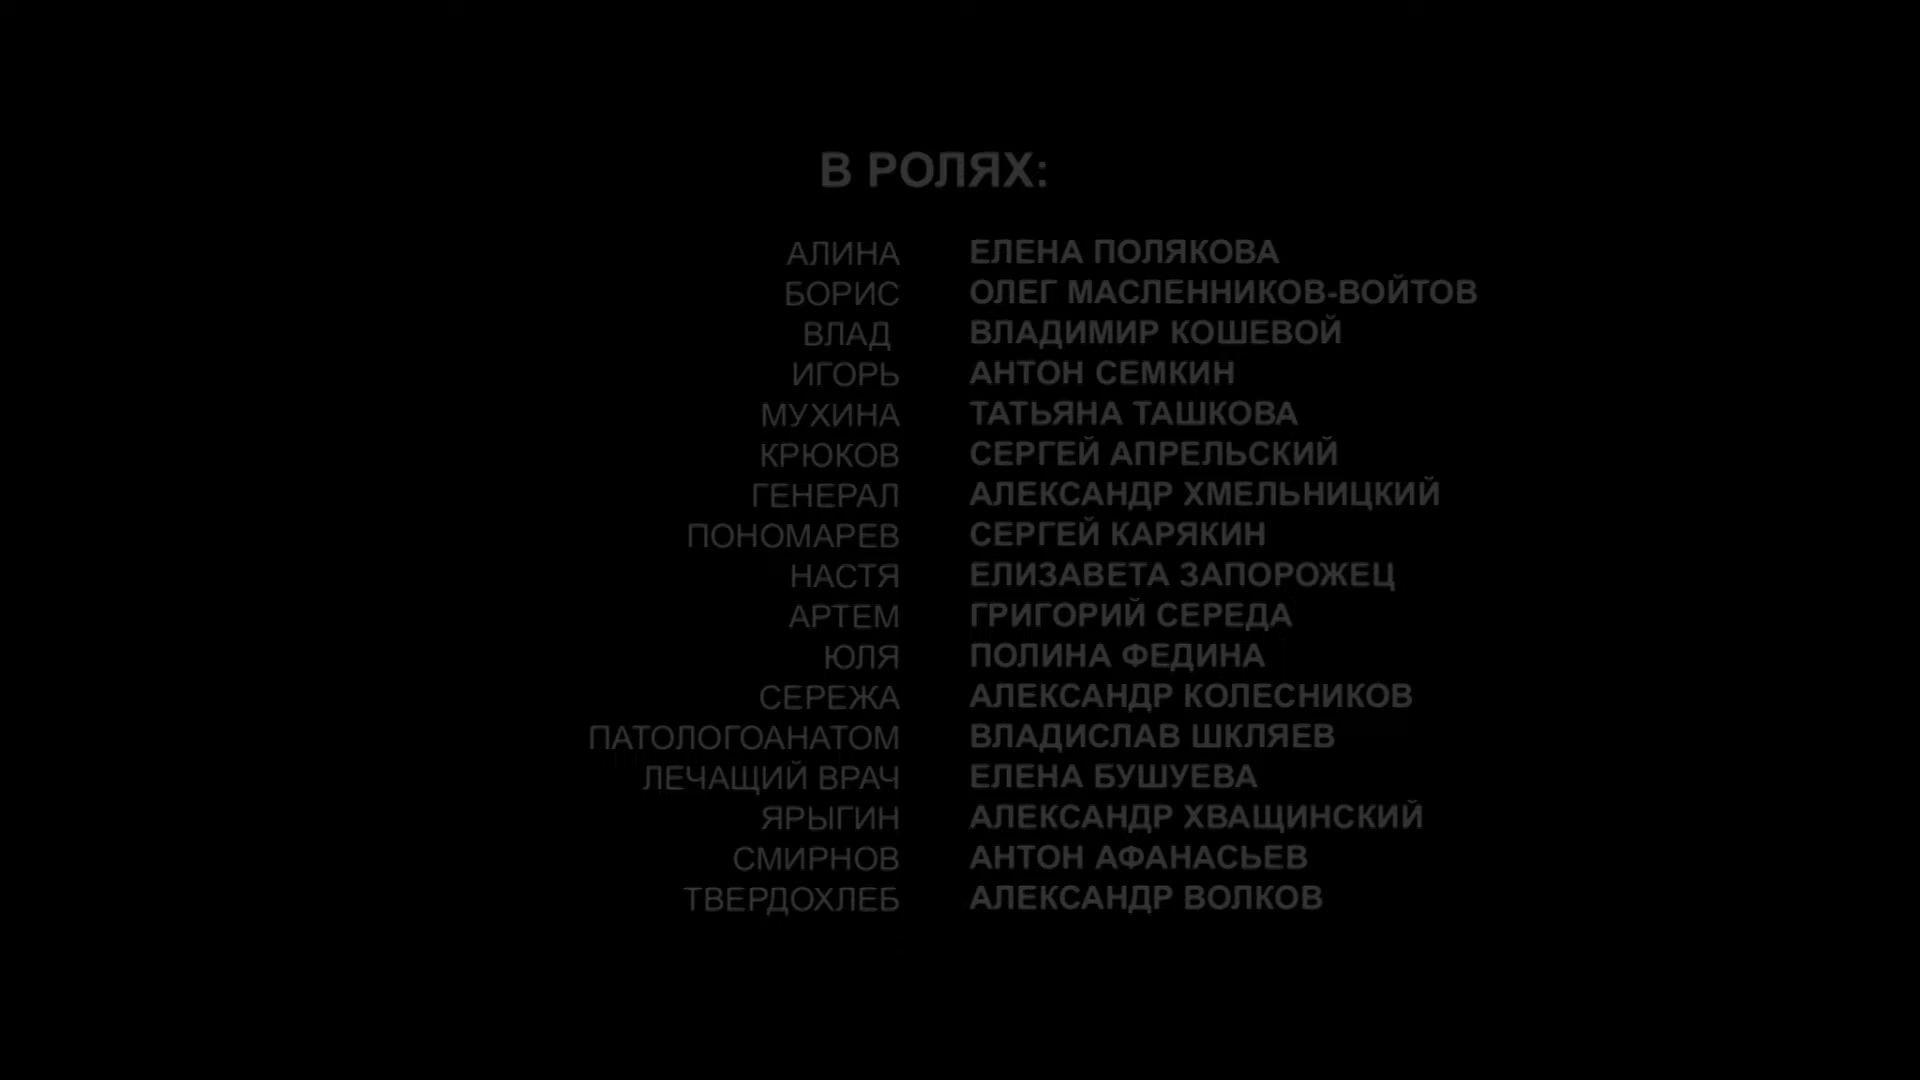 В РОЛЯХ:
АЛИНА ЕЛЕНА ПОЛЯКОВА
БОРИС ОЛЕГ МАСЛЕННИКОВ-ВОЙТОВ
ВЛАД ВЛАДИМИР КОШЕВОЙ
ИГОРЬ АНТОН СЕМКИН
МУХИНА ТАТЬЯНА ТАШКОВА
КРЮКОВ СЕРГЕЙ АПРЕЛЬСКИЙ
ГЕНЕРАЛ АЛЕКСАНДР ХМЕЛЬНИЦКИЙ
ПОНОМАРЕВ СЕРГЕЙ КАРЯКИН
НАСТЯ ЕЛИЗАВЕТА ЗАПОРОЖЕЦ
АРТЕМ ГРИГОРИЙ СЕРЕДА
ЮЛЯ ПОЛИНА ФЕДИНА
СЕРЕЖА АЛЕКСАНДР КОЛЕСНИКОВ
ПАТОЛОГОАНАТОМ ВЛАДИСЛАВ ШКЛЯЕВ
ЛЕЧАЩИЙ ВРАЧ ЕЛЕНА БУШУЕВА
ЯРЫГИН АЛЕКСАНДР ХВАЩИНСКИЙ
СМИРНОВ АНТОН АФАНАСЬЕВ
ТВЕРДОХЛЕБ АЛЕКСАНДР ВОЛКОВ